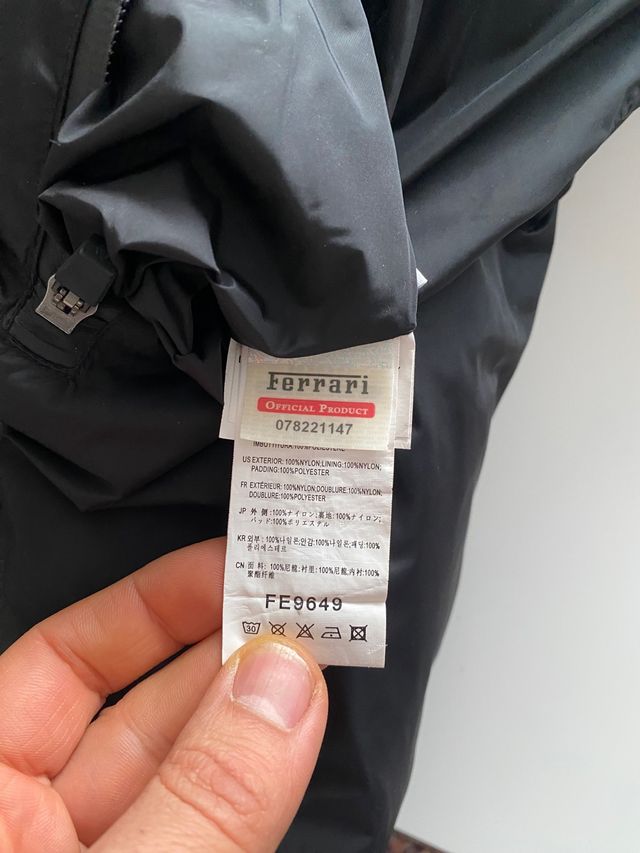 Ferrari
OFFICIAL PRODUCT
078221147
IMBOTTITURA:100%POLIESTERE
US EXTERIOR:100%NYLON;LINING:100%NYLON;
PADDING:100%POLYESTER
FR EXTÉRIEUR:100%NYLON;DOUBLURE:100%NYLON;
DOUBLURE:100%POLYESTER
JP 外 側:100%ナイロン;裏地:100%ナイロン;
パッド:100%ポリエステル
KR 외부:100%나일론;안감:100%나일론;패딩:100%
폴리에스테르
CN 面 料:100%尼龍;衬里:100%尼龍,内衬:100%
聚酯纤维
FE9649
30